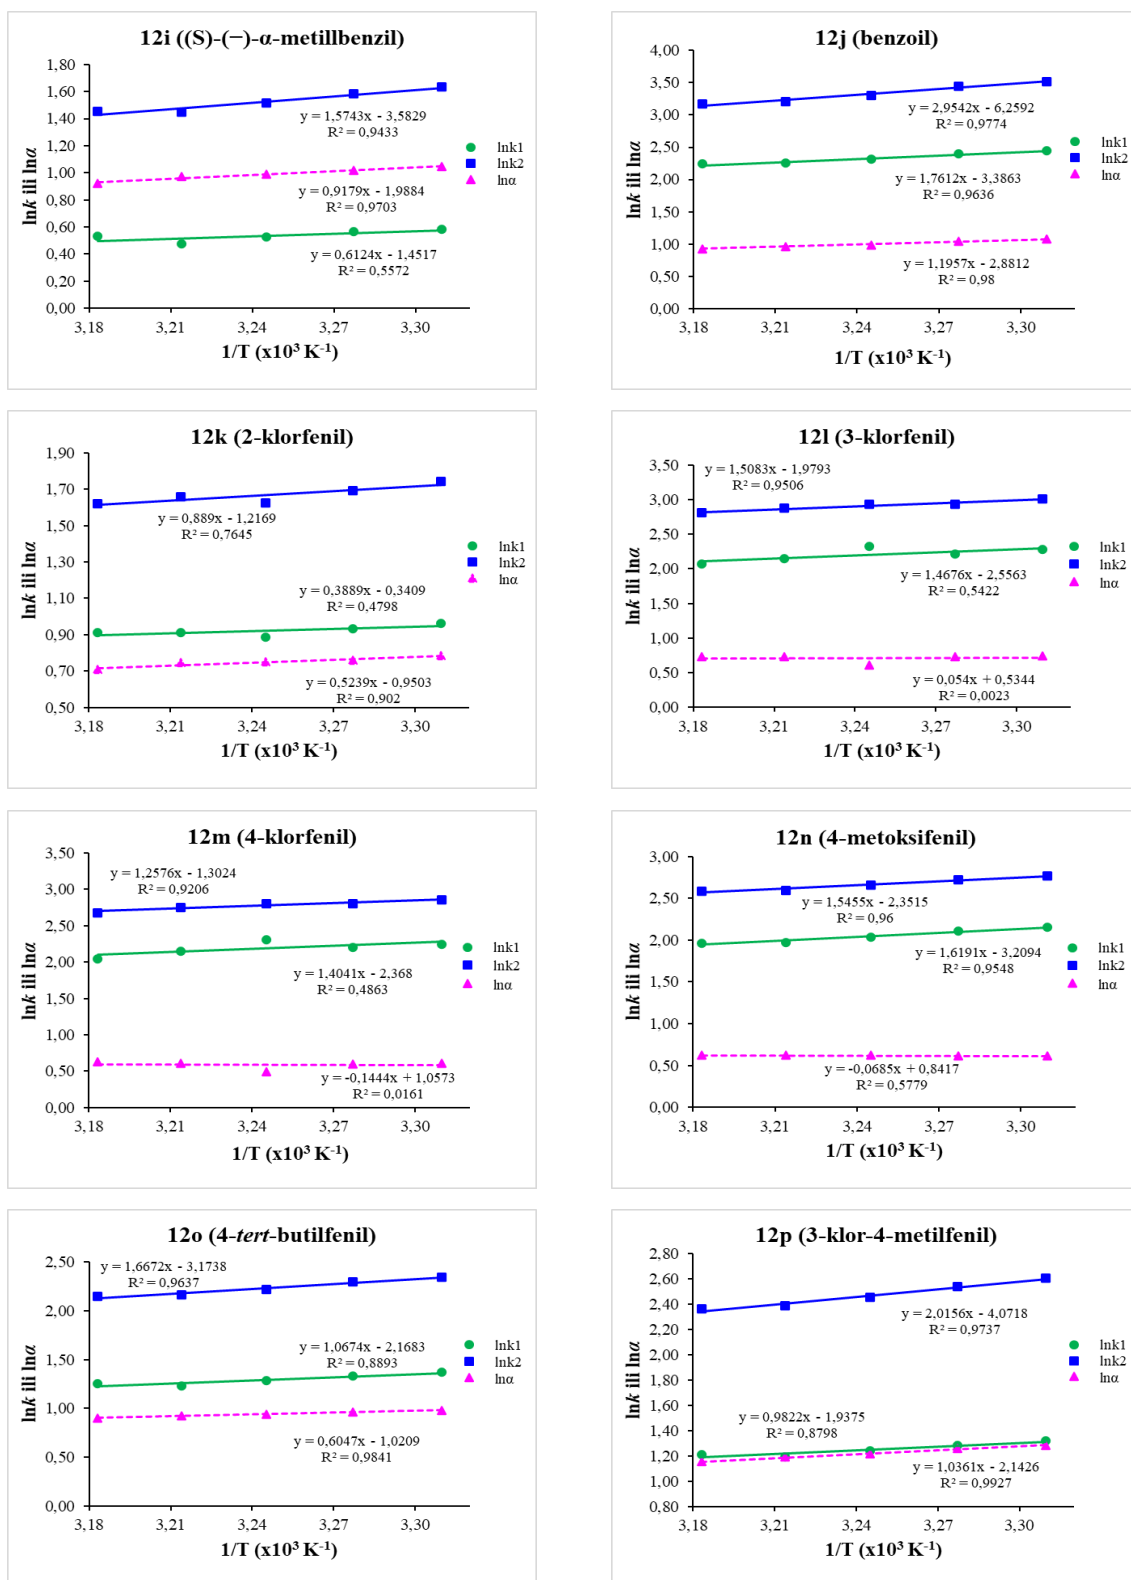 12i ((S)-(−)-α-metillbenzil)
lnk ili lnα
1,80
1,60
1,40
1,20
1,00
0,80
0,60
0,40
0,20
0,00
y = 1,5743x - 3,5829
R² = 0,9433
y = 0,9179x - 1,9884
R² = 0,9703
y = 0,6124x - 1,4517
R² = 0,5572
lnk1
lnk2
lnα
3,18 3,21 3,24 3,27 3,30
1/T (x10³ K⁻¹)
12j (benzoil)
lnk ili lnα
4,00
3,50
3,00
2,50
2,00
1,50
1,00
0,50
0,00
y = 2,9542x - 6,2592
R² = 0,9774
y = 1,7612x - 3,3863
R² = 0,9636
y = 1,1957x - 2,8812
R² = 0,98
lnk1
lnk2
lnα
3,18 3,21 3,24 3,27 3,30
1/T (x10³ K⁻¹)
12k (2-klorfenil)
lnk ili lnα
1,90
1,70
1,50
1,30
1,10
0,90
0,70
0,50
y = 0,889x - 1,2169
R² = 0,7645
y = 0,3889x - 0,3409
R² = 0,4798
y = 0,5239x - 0,9503
R² = 0,902
lnk1
lnk2
lnα
3,18 3,21 3,24 3,27 3,30
1/T (x10³ K⁻¹)
12l (3-klorfenil)
lnk ili lnα
3,50
3,00
2,50
2,00
1,50
1,00
0,50
0,00
y = 1,5083x - 1,9793
R² = 0,9506
y = 1,4676x - 2,5563
R² = 0,5422
y = 0,054x + 0,5344
R² = 0,0023
lnk1
lnk2
lnα
3,18 3,21 3,24 3,27 3,30
1/T (x10³ K⁻¹)
12m (4-klorfenil)
lnk ili lnα
3,50
3,00
2,50
2,00
1,50
1,00
0,50
0,00
y = 1,2576x - 1,3024
R² = 0,9206
y = 1,4041x - 2,368
R² = 0,4863
y = -0,1444x + 1,0573
R² = 0,0161
lnk1
lnk2
lnα
3,18 3,21 3,24 3,27 3,30
1/T (x10³ K⁻¹)
12n (4-metoksifenil)
lnk ili lnα
3,00
2,50
2,00
1,50
1,00
0,50
0,00
y = 1,5455x - 2,3515
R² = 0,96
y = 1,6191x - 3,2094
R² = 0,9548
y = -0,0685x + 0,8417
R² = 0,5779
lnk1
lnk2
lnα
3,18 3,21 3,24 3,27 3,30
1/T (x10³ K⁻¹)
12o (4-tert-butilfenil)
lnk ili lnα
2,50
2,00
1,50
1,00
0,50
0,00
y = 1,6672x - 3,1738
R² = 0,9637
y = 1,0674x - 2,1683
R² = 0,8893
y = 0,6047x - 1,0209
R² = 0,9841
lnk1
lnk2
lnα
3,18 3,21 3,24 3,27 3,30
1/T (x10³ K⁻¹)
12p (3-klor-4-metilfenil)
lnk ili lnα
2,80
2,60
2,40
2,20
2,00
1,80
1,60
1,40
1,20
1,00
0,80
y = 2,0156x - 4,0718
R² = 0,9737
y = 0,9822x - 1,9375
R² = 0,8798
y = 1,0361x - 2,1426
R² = 0,9927
lnk1
lnk2
lnα
3,18 3,21 3,24 3,27 3,30
1/T (x10³ K⁻¹)